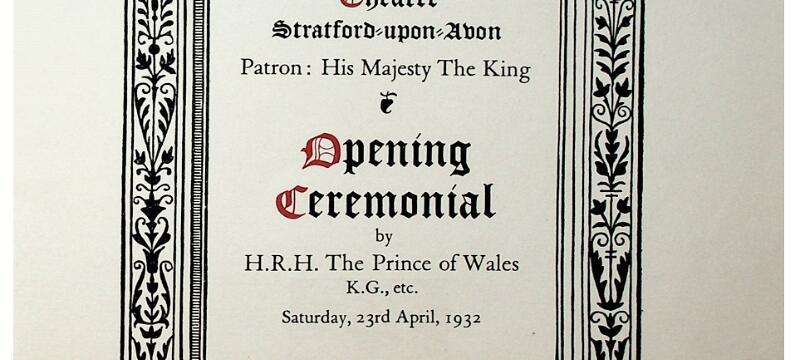 Theatre
Stratford-upon-Avon
Patron: His Majesty The King
Opening
Ceremonial
by
H.R.H. The Prince of Wales
K.G., etc.
Saturday, 23rd April, 1932